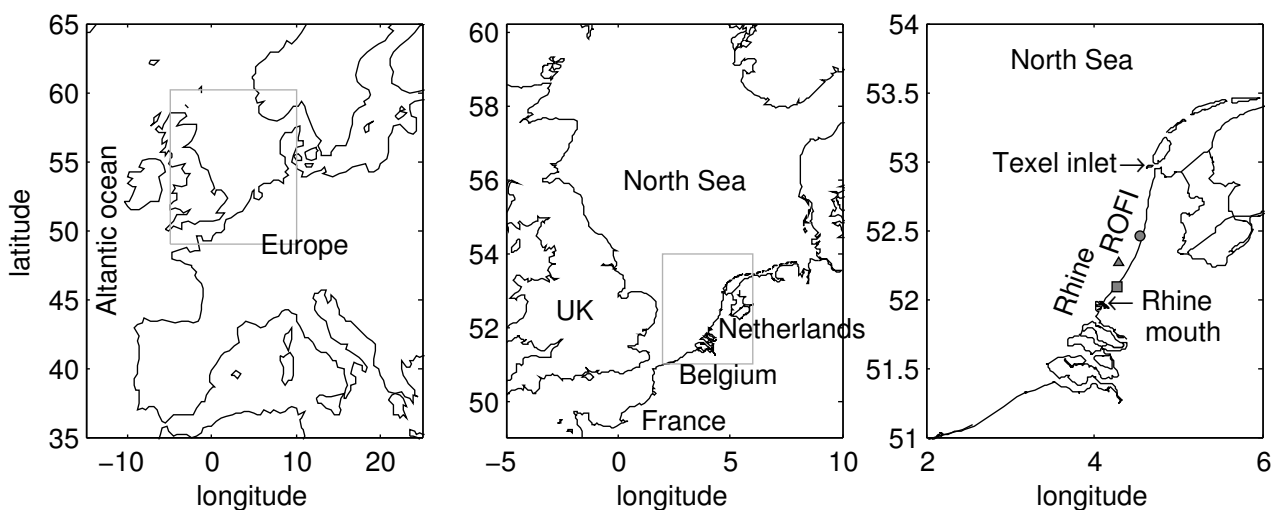 65
60
55
50
45
40
35
−10
0
10
20
latitude
longitude
Altantic ocean
Europe
60
58
56
54
52
50
−5
0
5
10
longitude
North Sea
UK
Netherlands
Belgium
France
54
53.5
53
52.5
52
51.5
51
2
4
6
longitude
North Sea
Texel inlet
Rhine ROFI
Rhine
mouth